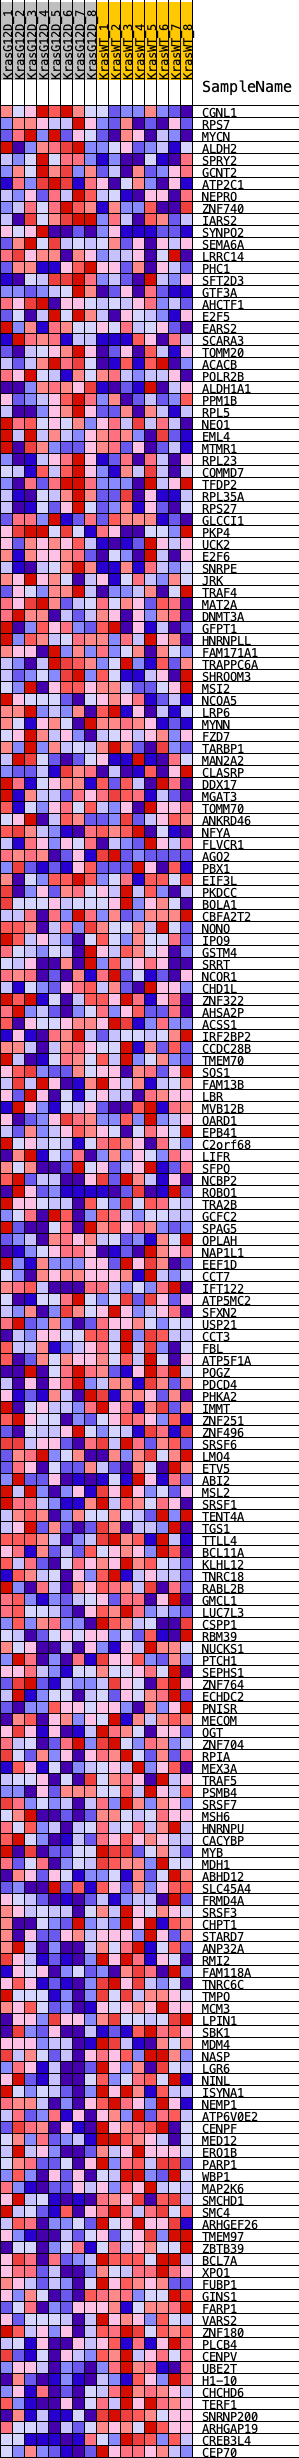 KrasG12D_1
KrasG12D_2
KrasG12D_3
KrasG12D_4
KrasG12D_5
KrasG12D_6
KrasG12D_7
KrasG12D_8
KrasWT_1
KrasWT_2
KrasWT_3
KrasWT_4
KrasWT_5
KrasWT_6
KrasWT_7
KrasWT_8
SampleName
CGNL1
RPS7
MYCN
ALDH2
SPRY2
GCNT2
ATP2C1
NEPRO
ZNF740
IARS2
SYNPO2
SEMA6A
LRRC14
PHC1
SFT2D3
GTF3A
AHCTF1
E2F5
EARS2
SCARA3
TOMM20
ACACB
POLR2B
ALDH1A1
PPM1B
RPL5
NEO1
EML4
MTMR1
RPL23
COMMD7
TFDP2
RPL35A
RPS27
GLCCI1
PKP4
UCK2
E2F6
SNRPE
JRK
TRAF4
MAT2A
DNMT3A
GFPT1
HNRNPLL
FAM171A1
TRAPPC6A
SHROOM3
MSI2
NCOA5
LRP6
MYNN
FZD7
TARBP1
MAN2A2
CLASRP
DDX17
MGAT3
TOMM70
ANKRD46
NFYA
FLVCR1
AGO2
PBX1
EIF3L
PKDCC
BOLA1
CBFA2T2
NONO
IPO9
GSTM4
SRRT
NCOR1
CHD1L
ZNF322
AHSA2P
ACSS1
IRF2BP2
CCDC28B
TMEM70
SOS1
FAM13B
LBR
MVB12B
OARD1
EPB41
C2orf68
LIFR
SFPQ
NCBP2
ROBO1
TRA2B
GCFC2
SPAG5
OPLAH
NAP1L1
EEF1D
CCT7
IFT122
ATP5MC2
SFXN2
USP21
CCT3
FBL
ATP5F1A
POGZ
PDCD4
PHKA2
IMMT
ZNF251
ZNF496
SRSF6
LMO4
ETV5
ABI2
MSL2
SRSF1
TENT4A
TGS1
TTLL4
BCL11A
KLHL12
TNRC18
RABL2B
GMCL1
LUC7L3
CSPP1
RBM39
NUCKS1
PTCH1
SEPHS1
ZNF764
ECHDC2
PNISR
MECOM
OGT
ZNF704
RPIA
MEX3A
TRAF5
PSMB4
SRSF7
MSH6
HNRNPU
CACYBP
MYB
MDH1
ABHD12
SLC45A4
FRMD4A
SRSF3
CHPT1
STARD7
ANP32A
RMI2
FAM118A
TNRC6C
TMPO
MCM3
LPIN1
SBK1
MDM4
NASP
LGR6
NINL
ISYNA1
NEMP1
ATP6V0E2
CENPF
MED12
ERO1B
PARP1
WBP1
MAP2K6
SMCHD1
SMC4
ARHGEF26
TMEM97
ZBTB39
BCL7A
XPO1
FUBP1
GINS1
FARP1
VARS2
ZNF180
PLCB4
CENPV
UBE2T
H1-10
CHCHD6
TERF1
SNRNP200
ARHGAP19
CREB3L4
CEP70